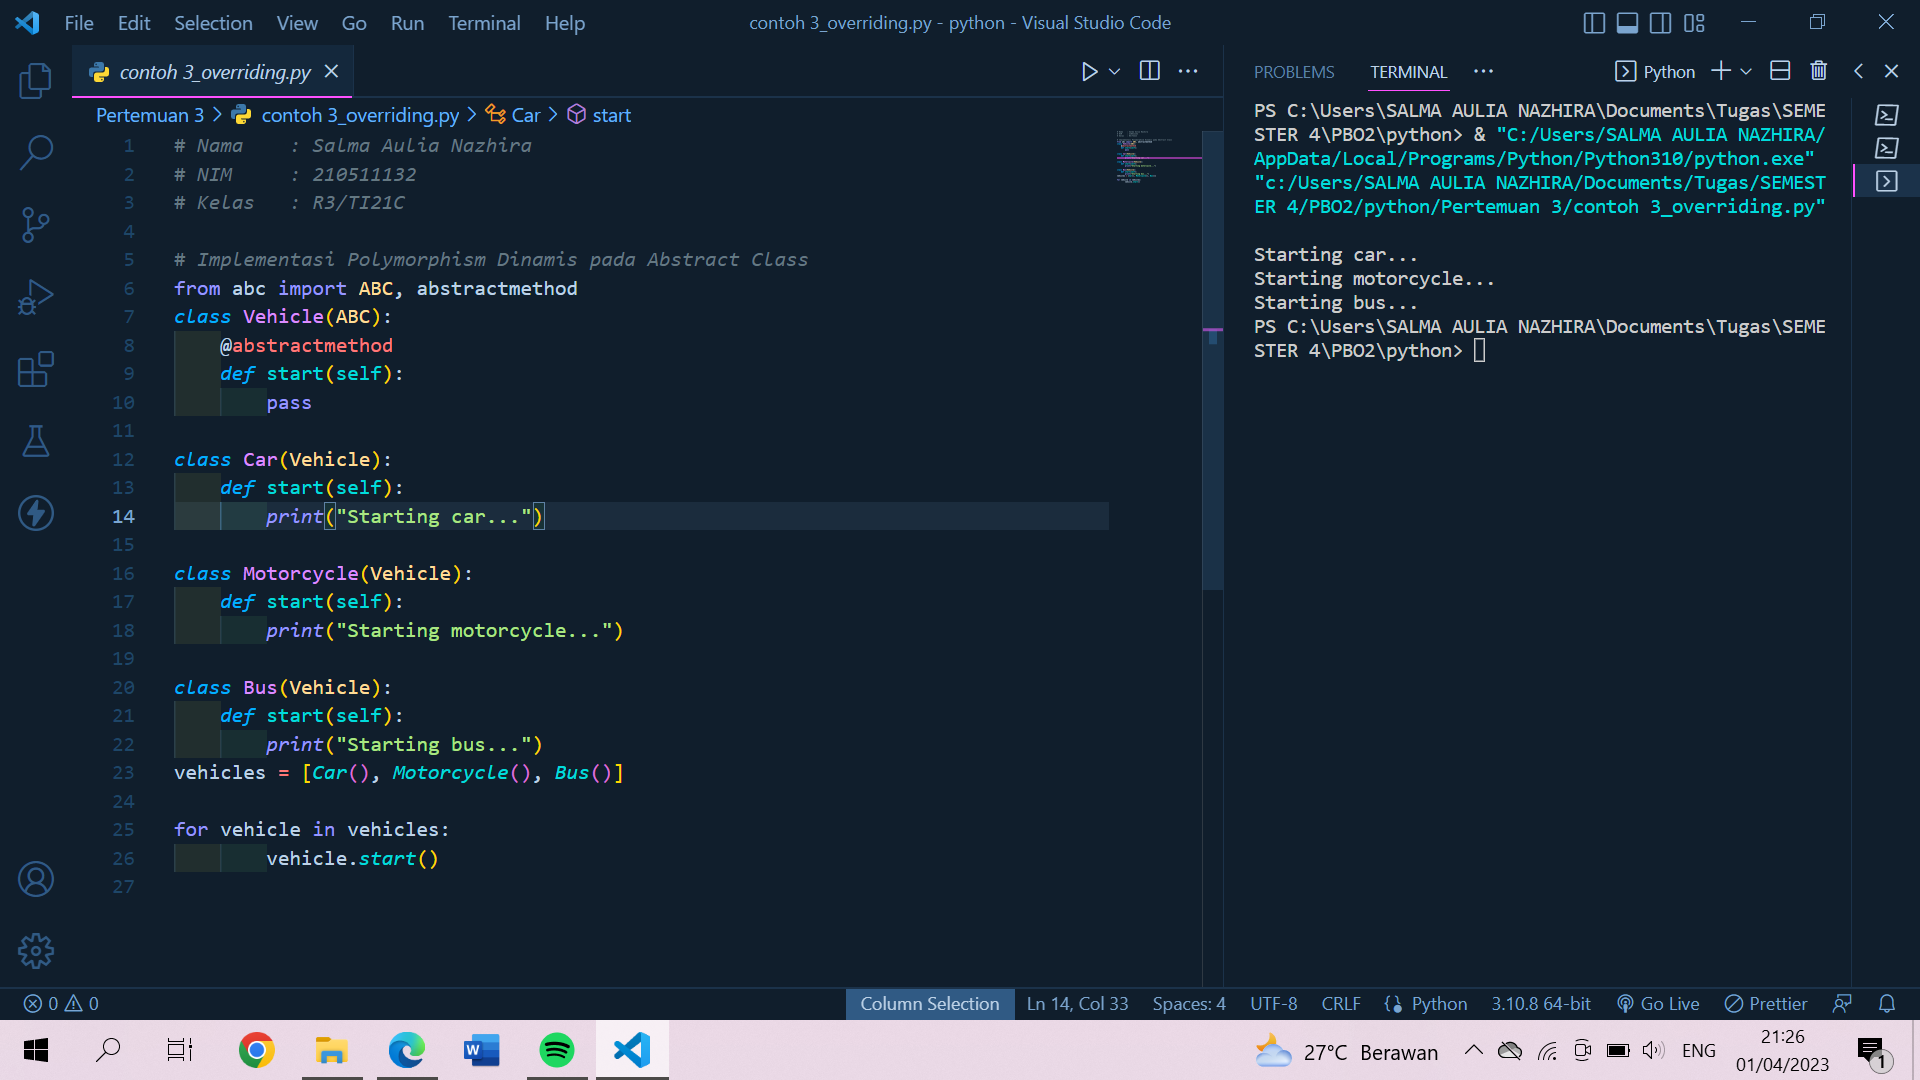 File Edit Selection View Go Run Terminal Help
contoh 3_overriding.py - python - Visual Studio Code
contoh 3_overriding.py
Pertemuan 3 > contoh 3_overriding.py > Car > start
1 # Nama    : Salma Aulia Nazhira
2 # NIM     : 210511132
3 # Kelas   : R3/TI21C
4
5 # Implementasi Polymorphism Dinamis pada Abstract Class
6 from abc import ABC, abstractmethod
7 class Vehicle(ABC):
8     @abstractmethod
9     def start(self):
10         pass
11
12 class Car(Vehicle):
13     def start(self):
14         print("Starting car...")
15
16 class Motorcycle(Vehicle):
17     def start(self):
18         print("Starting motorcycle...")
19
20 class Bus(Vehicle):
21     def start(self):
22         print("Starting bus...")
23 vehicles = [Car(), Motorcycle(), Bus()]
24
25 for vehicle in vehicles:
26         vehicle.start()
27
PROBLEMS TERMINAL ... Python
PS C:\Users\SALMA AULIA NAZHIRA\Documents\Tugas\SEME
STER 4\PBO2\python> & "C:/Users/SALMA AULIA NAZHIRA/
AppData/Local/Programs/Python/Python310/python.exe"
"c:/Users/SALMA AULIA NAZHIRA/Documents/Tugas/SEMEST
ER 4/PBO2/python/Pertemuan 3/contoh 3_overriding.py"
Starting car...
Starting motorcycle...
Starting bus...
PS C:\Users\SALMA AULIA NAZHIRA\Documents\Tugas\SEME
STER 4\PBO2\python>
0 0 Column Selection Ln 14, Col 33 Spaces: 4 UTF-8 CRLF Python 3.10.8 64-bit Go Live Prettier
27°C Berawan ENG
21:26
01/04/2023
1